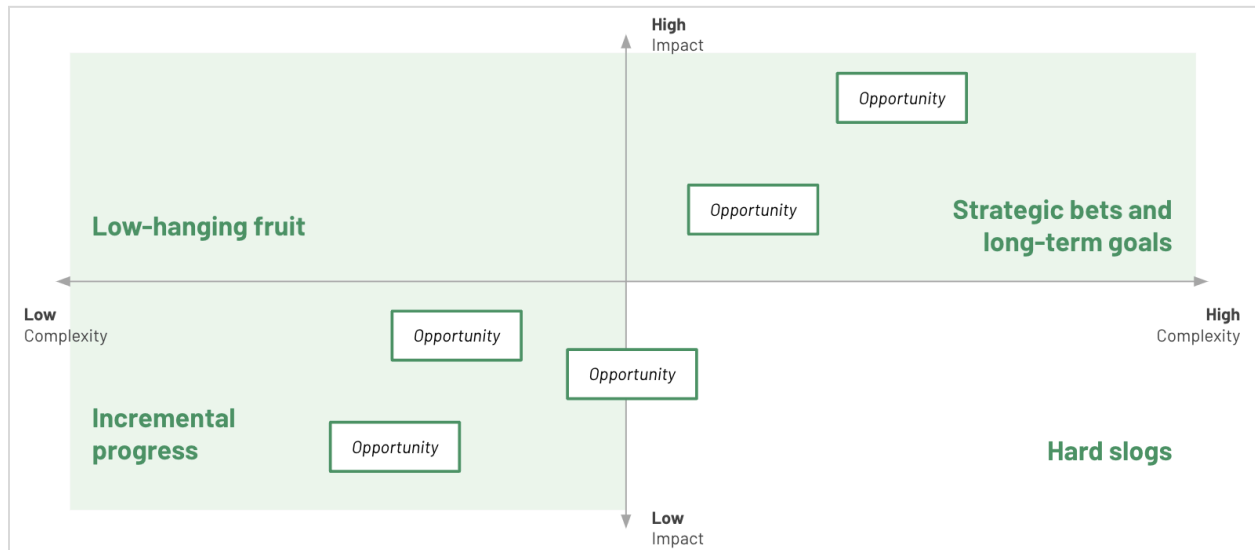 High
Impact
Opportunity
Opportunity
Low-hanging fruit
Strategic bets and
long-term goals
Low
Complexity
High
Complexity
Opportunity
Opportunity
Incremental
progress
Opportunity
Hard slogs
Low
Impact